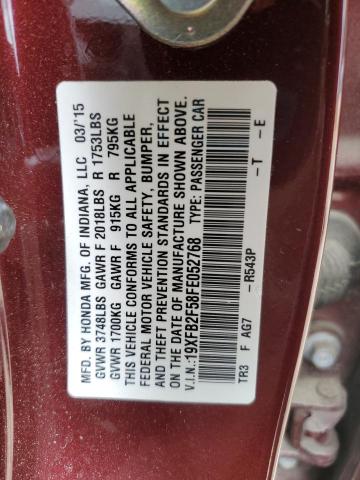 MFD. BY HONDA MFG. OF INDIANA, LLC 03/'15
GVWR 3748LBS GAWR F 2018LBS R 1753LBS
GVWR 1700KG GAWR F 915KG R 795KG
THIS VEHICLE CONFORMS TO ALL APPLICABLE
FEDERAL MOTOR VEHICLE SAFETY, BUMPER,
AND THEFT PREVENTION STANDARDS IN EFFECT
ON THE DATE OF MANUFACTURE SHOWN ABOVE.
V.I.N.:19XFB2F58FE052768 TYPE: PASSENGER CAR
TR3 F AG7 -R543P -T -E